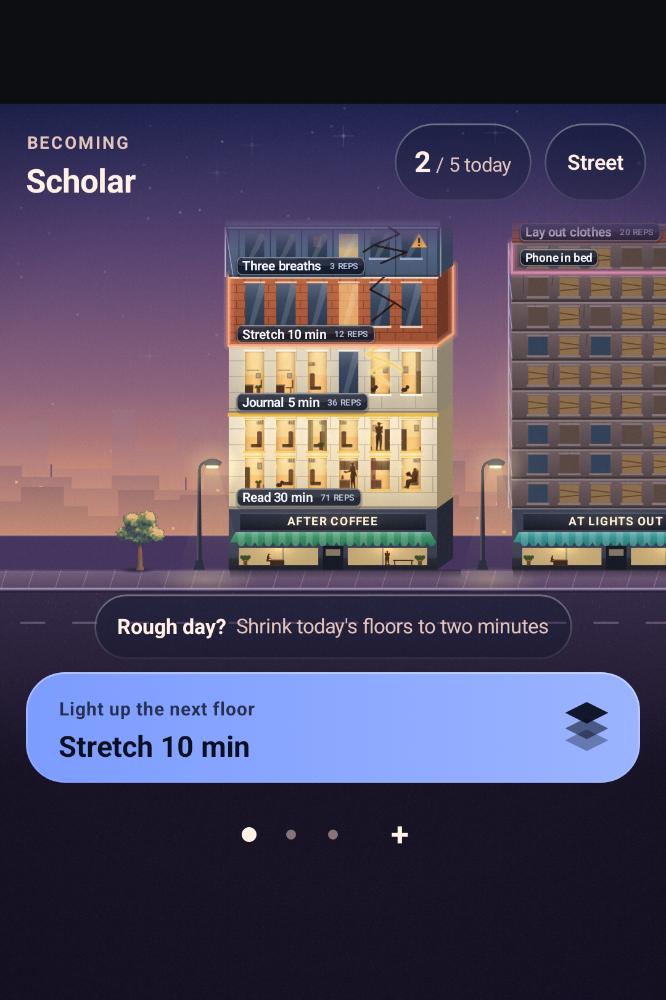 BECOMING
Scholar
2 / 5 today
Street
Lay out clothes 20 REPS
Phone in bed
Three breaths 3 REPS
Stretch 10 min 12 REPS
Journal 5 min 36 REPS
Read 30 min 71 REPS
AFTER COFFEE
AT LIGHTS OUT
Rough day? Shrink today's floors to two minutes
Light up the next floor
Stretch 10 min
+